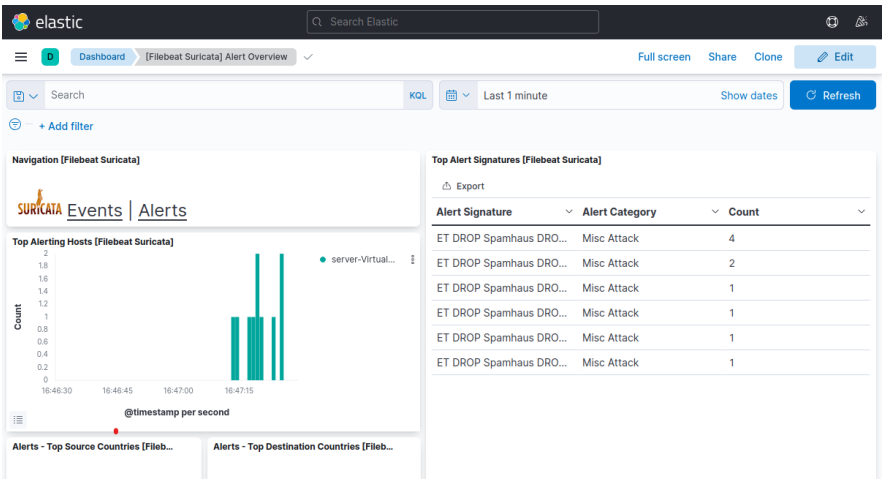 elastic
Search Elastic
D
Dashboard
[Filebeat Suricata] Alert Overview
Full screen
Share
Clone
Edit
Search
KQL
Last 1 minute
Show dates
Refresh
+ Add filter
Navigation [Filebeat Suricata]
SURICATA Events | Alerts
Top Alerting Hosts [Filebeat Suricata]
2
1.8
1.6
1.4
1.2
1
0.8
0.6
0.4
0.2
0
Count
16:46:30 16:46:45 16:47:00 16:47:15
@timestamp per second
server-Virtual...
Alerts - Top Source Countries [Fileb...
Alerts - Top Destination Countries [Fileb...
Top Alert Signatures [Filebeat Suricata]
Export
Alert Signature Alert Category Count
ET DROP Spamhaus DRO... Misc Attack 4
ET DROP Spamhaus DRO... Misc Attack 2
ET DROP Spamhaus DRO... Misc Attack 1
ET DROP Spamhaus DRO... Misc Attack 1
ET DROP Spamhaus DRO... Misc Attack 1
ET DROP Spamhaus DRO... Misc Attack 1